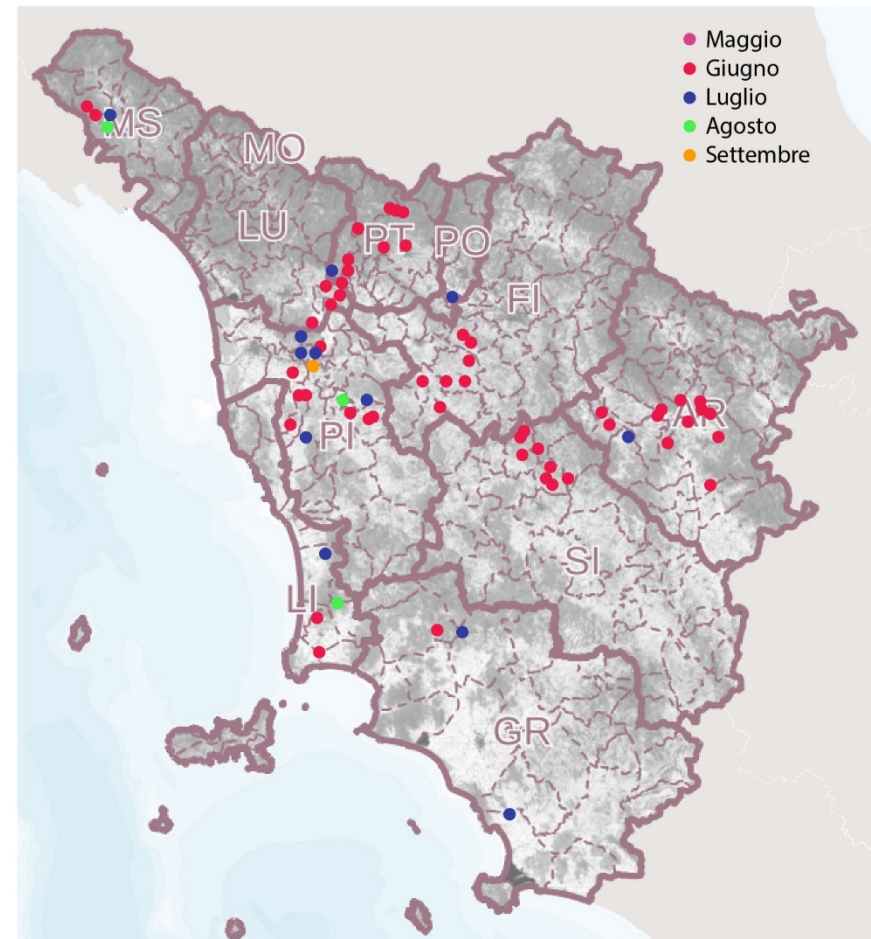 Maggio
Giugno
Luglio
Agosto
Settembre
MS
MO
LU
PT
PO
FI
AR
PI
SI
LI
GR